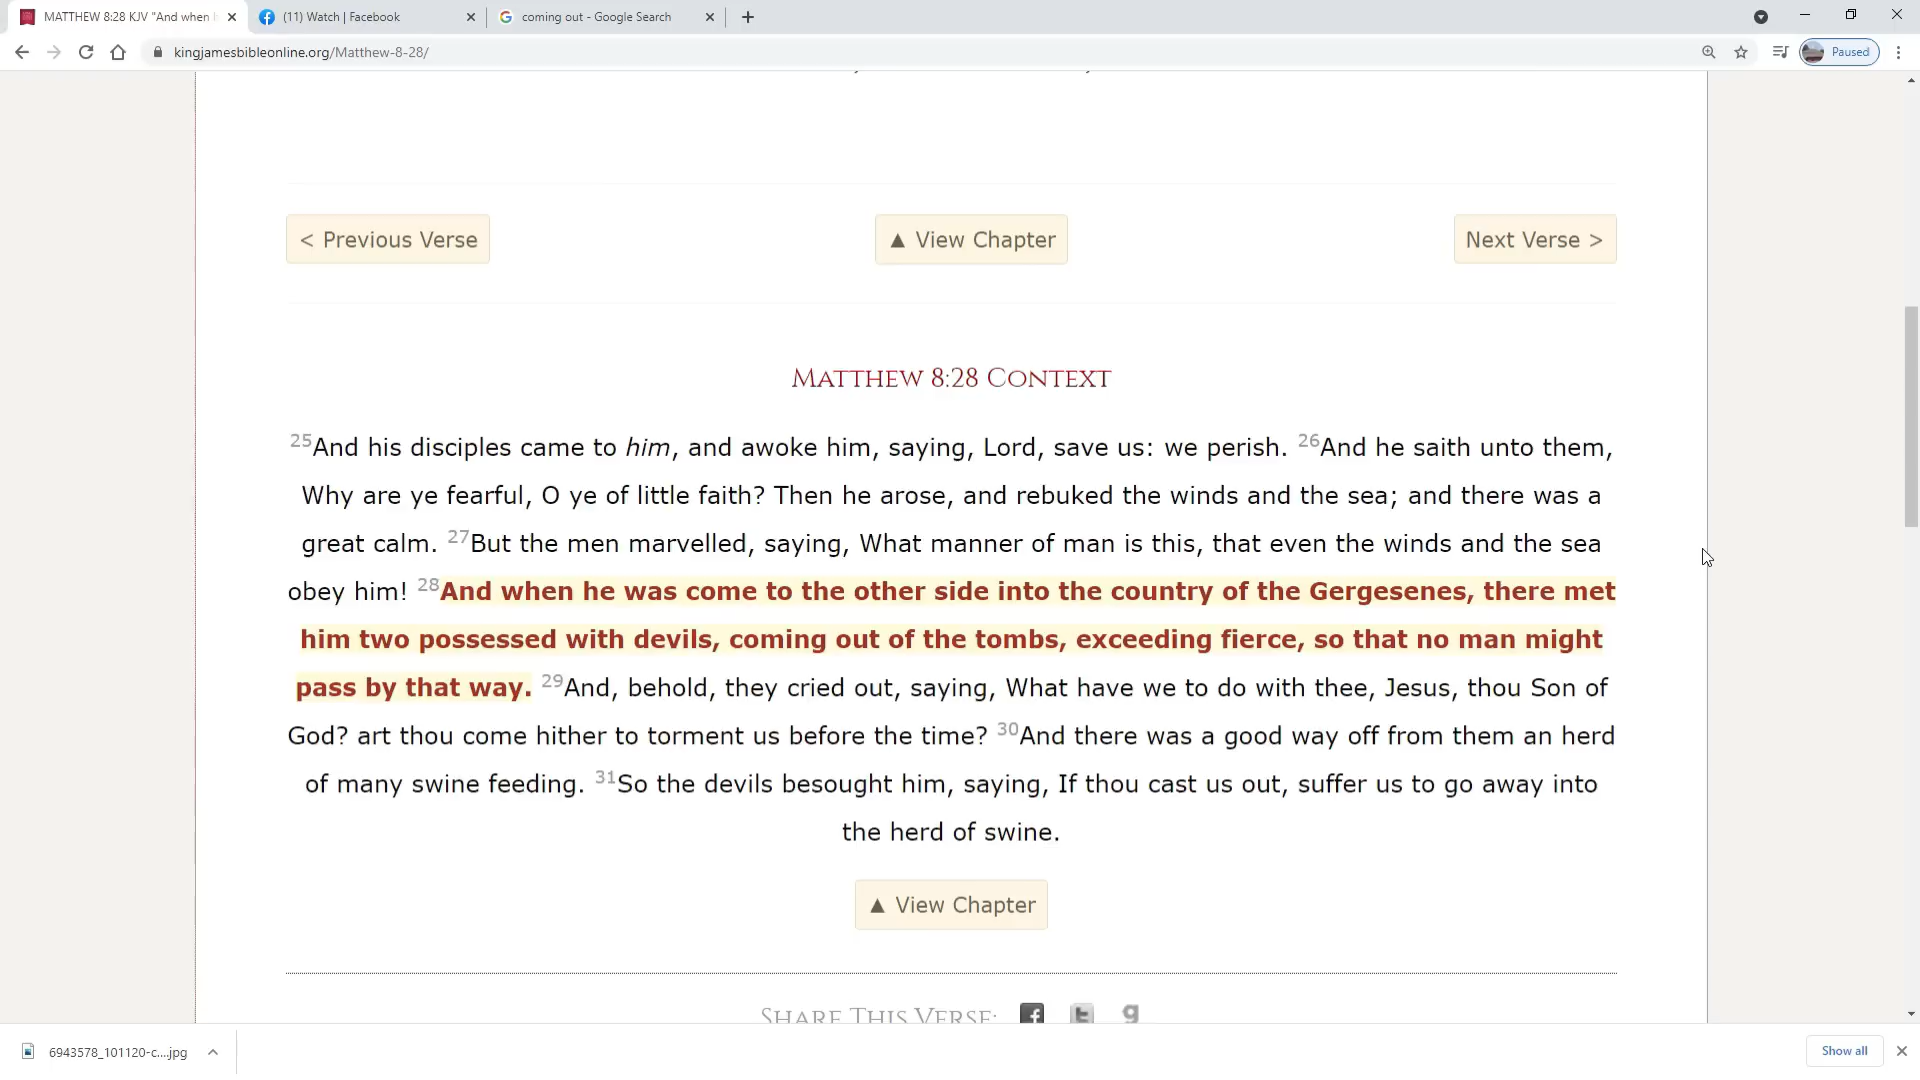 MATTHEW 8:28 KJV "And when
(11) Watch | Facebook
coming out - Google Search
kingjamesbibleonline.org/Matthew-8-28/
Paused
< Previous Verse
▲ View Chapter
Next Verse >
MATTHEW 8:28 CONTEXT
25And his disciples came to him, and awoke him, saying, Lord, save us: we perish. 26And he saith unto them,
Why are ye fearful, O ye of little faith? Then he arose, and rebuked the winds and the sea; and there was a
great calm. 27But the men marvelled, saying, What manner of man is this, that even the winds and the sea
obey him! 28And when he was come to the other side into the country of the Gergesenes, there met
him two possessed with devils, coming out of the tombs, exceeding fierce, so that no man might
pass by that way. 29And, behold, they cried out, saying, What have we to do with thee, Jesus, thou Son of
God? art thou come hither to torment us before the time? 30And there was a good way off from them an herd
of many swine feeding. 31So the devils besought him, saying, If thou cast us out, suffer us to go away into
the herd of swine.
▲ View Chapter
SHARE THIS VERSE:
6943578_101120-c....jpg
Show all